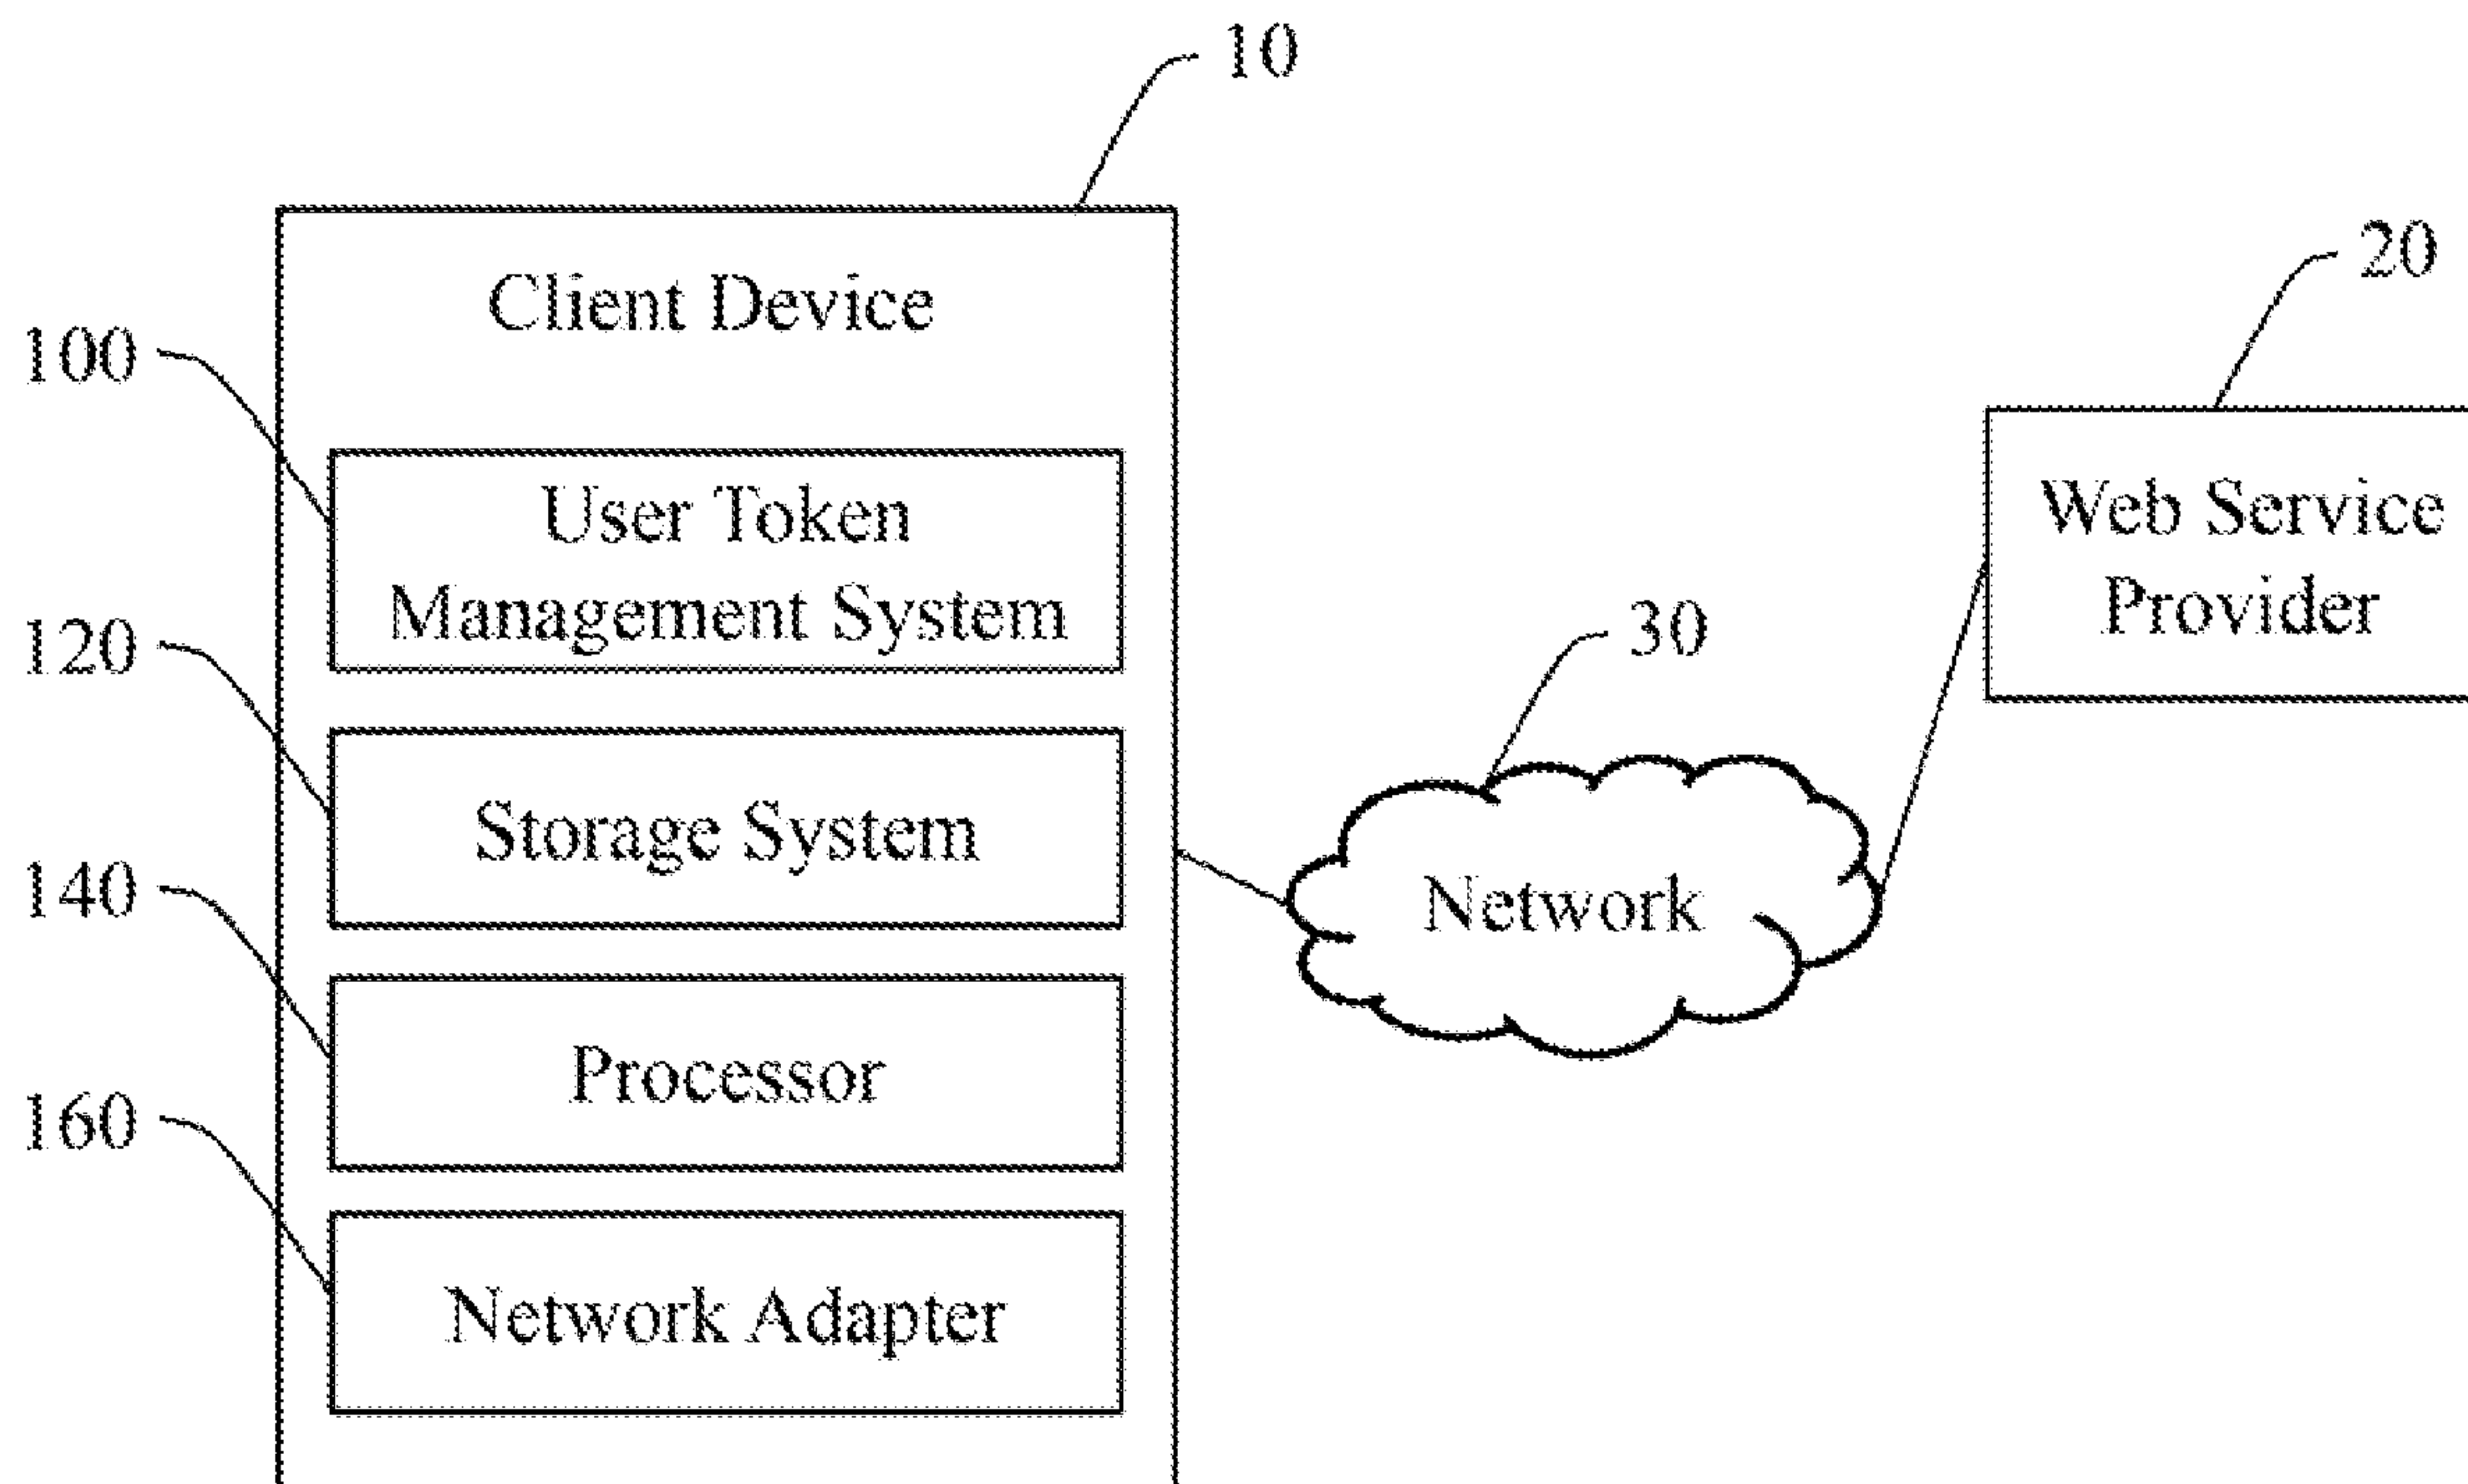 10
Client Device
20
100
User Token
Management System
Web Service
Provider
120
30
Storage System
140
Network
Processor
160
Network Adapter